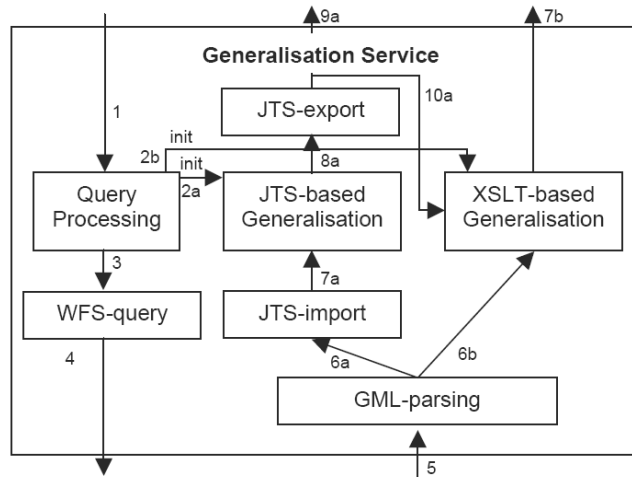 9a
7b
Generalisation Service
1
JTS-export
10a
init
2b
init
8a
2a
Query
Processing
JTS-based
Generalisation
XSLT-based
Generalisation
3
7a
WFS-query
JTS-import
4
6a
6b
GML-parsing
5